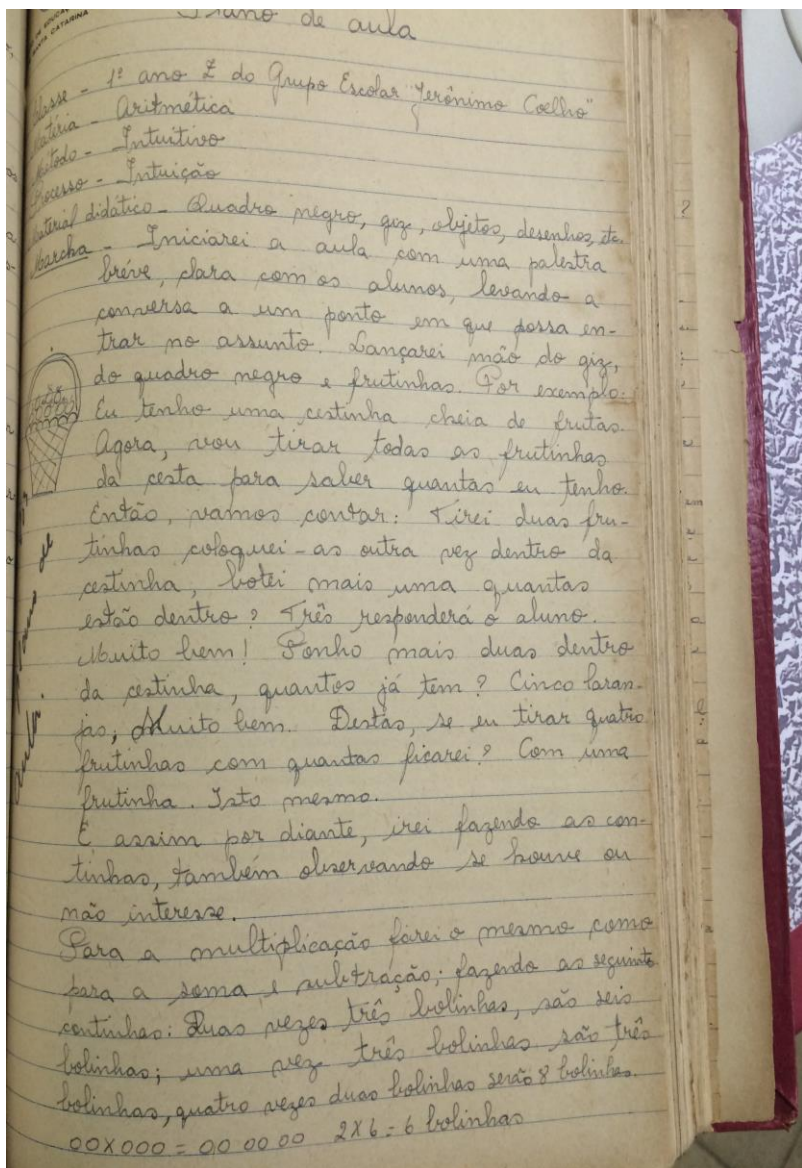 DE EDUCAÇÃO
SANTA CATARINA
Plano de aula
Classe - 1º ano Z do Grupo Escolar "Jerônimo Coelho"
Matéria - Aritmética
Método - Intuitivo
Processo - Intuição
Material didático - Quadro negro, giz, objetos, desenhos, etc.
Marcha - Iniciarei a aula com uma palestra
bréve, clara com os alunos, levando a
conversa a um ponto em que possa en-
trar no assunto. Lançarei mão do giz,
do quadro negro e frutinhas. Por exemplo:
Eu tenho uma cestinha cheia de frutas.
Agora, vou tirar todas as frutinhas
da cesta para saber quantas eu tenho.
Então, vamos contar: Tirei duas fru-
tinhas coloquei-as outra vez dentro da
cestinha, botei mais uma quantas
estão dentro? Três responderá o aluno.
Muito bem! Ponho mais duas dentro
da cestinha, quantos já tem? Cinco laran-
jas, Muito bem. Destas, se eu tirar quatro
frutinhas com quantas ficarei? Com uma
frutinha. Isto mesmo.
E assim por diante, irei fazendo as con-
tinhas, também observando se houve ou
não interesse.
Para a multiplicação farei o mesmo como
para a soma e subtração; fazendo as seguinte
continhas: Duas vezes três bolinhas, são seis
bolinhas; uma vez três bolinhas são três
bolinhas, quatro vezes duas bolinhas serão 8 bolinhas.
00X000 = 00 00 00 2X6 = 6 bolinhas